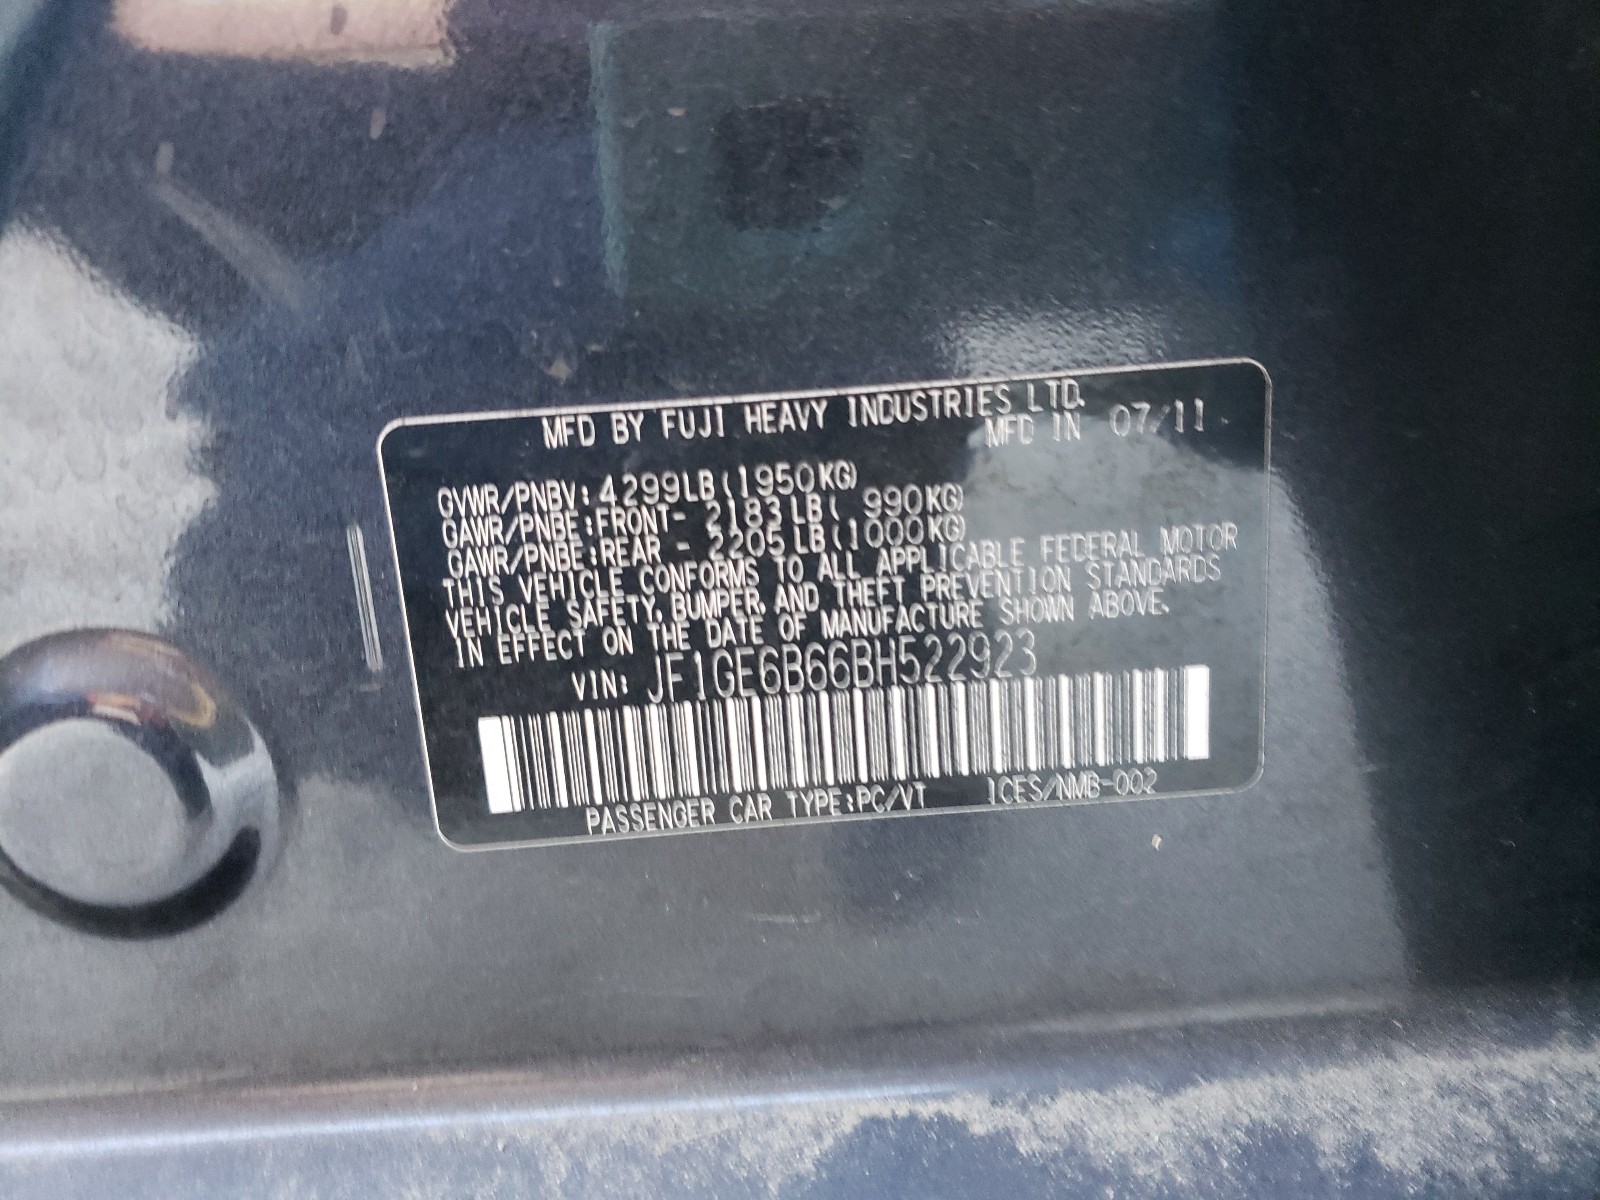 MFD BY FUJI HEAVY INDUSTRIES LTD.
MFD IN 07/11
GVWR/PNBV: 4299LB(1950KG)
GAWR/PNBE:FRONT- 2183LB( 990KG)
GAWR/PNBE:REAR - 2205LB(1000KG)
THIS VEHICLE CONFORMS TO ALL APPLICABLE FEDERAL MOTOR
VEHICLE SAFETY, BUMPER, AND THEFT PREVENTION STANDARDS
IN EFFECT ON THE DATE OF MANUFACTURE SHOWN ABOVE.
VIN: JF1GE6B66BH522923
PASSENGER CAR TYPE:PC/VT ICES/NMB-002